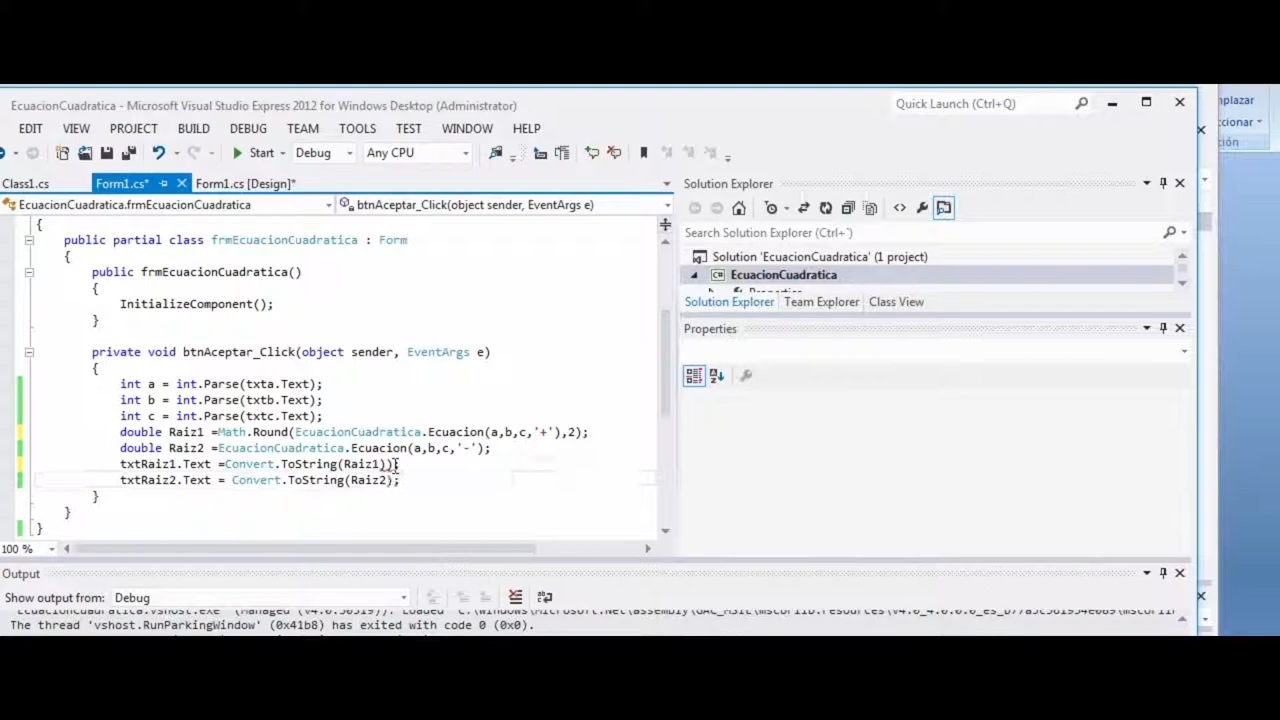 mplazar
EcuacionCuadratica - Microsoft Visual Studio Express 2012 for Windows Desktop (Administrator)
Quick Launch (Ctrl+Q)
ccionar
ión
EDIT VIEW PROJECT BUILD DEBUG TEAM TOOLS TEST WINDOW HELP
Start Debug Any CPU
Class1.cs Form1.cs* Form1.cs [Design]*
Solution Explorer
EcuacionCuadratica.frmEcuacionCuadratica btnAceptar_Click(object sender, EventArgs e)
{
public partial class frmEcuacionCuadratica : Form
{
public frmEcuacionCuadratica()
{
InitializeComponent();
}
private void btnAceptar_Click(object sender, EventArgs e)
{
int a = int.Parse(txta.Text);
int b = int.Parse(txtb.Text);
int c = int.Parse(txtc.Text);
double Raiz1 =Math.Round(EcuacionCuadratica.Ecuacion(a,b,c,'+'),2);
double Raiz2 =EcuacionCuadratica.Ecuacion(a,b,c,'-');
txtRaiz1.Text =Convert.ToString(Raiz1));
txtRaiz2.Text = Convert.ToString(Raiz2);
}
}
}
100 %
Search Solution Explorer (Ctrl+`)
Solution 'EcuacionCuadratica' (1 project)
EcuacionCuadratica
Properties
Solution Explorer Team Explorer Class View
Properties
Output
Show output from: Debug
The thread 'vshost.RunParkingWindow' (0x41b8) has exited with code 0 (0x0).